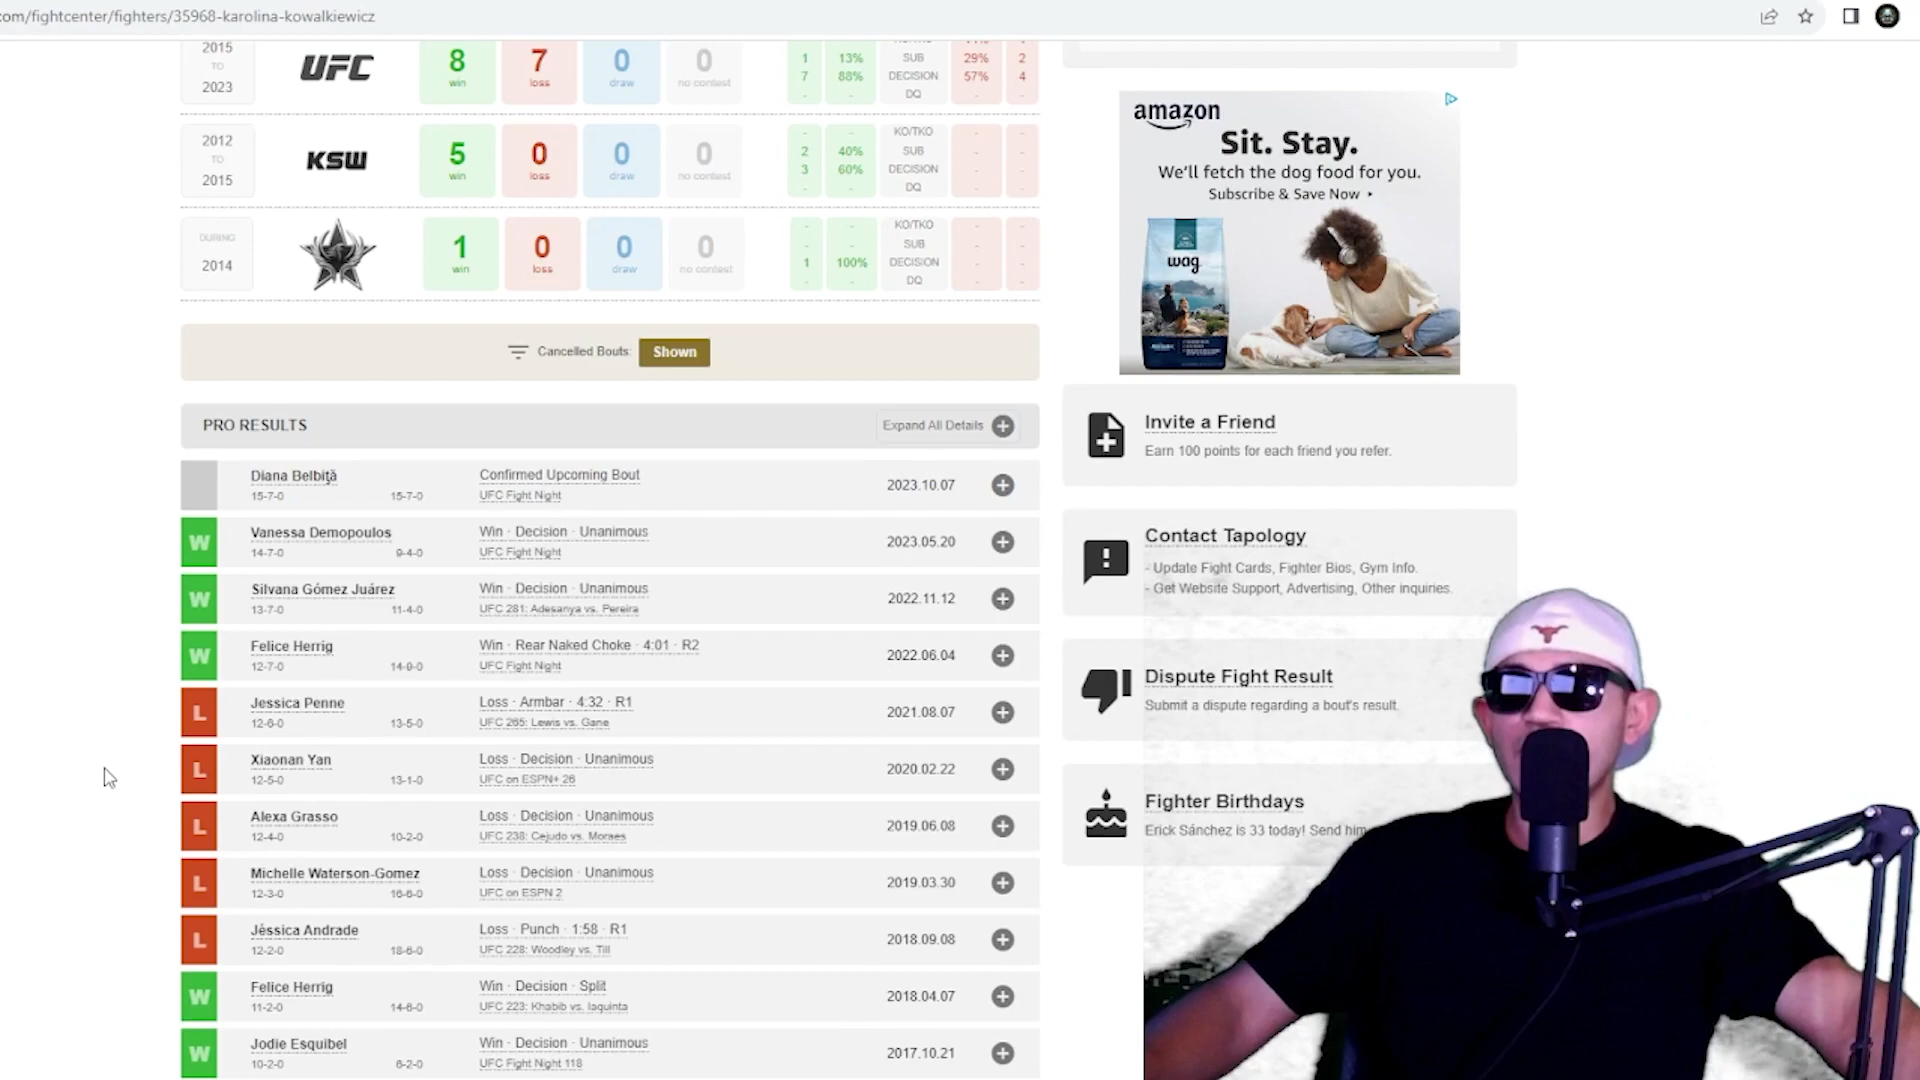 com/fightcenter/fighters/35968-karolina-kowalkiewicz
2015 TO 2023
UFC
8 win
7 loss
0 draw
0 no contest
1 13% SUB 29% 2
7 88% DECISION 57% 4
- - DQ - -
2012 TO 2015
KSW
5 win
0 loss
0 draw
0 no contest
- - KO/TKO - -
2 40% SUB - -
3 60% DECISION - -
- - DQ - -
DURING 2014
1 win
0 loss
0 draw
0 no contest
- - KO/TKO - -
- - SUB - -
1 100% DECISION - -
- - DQ - -
Cancelled Bouts: Shown
PRO RESULTS
Expand All Details
Diana Belbiţă Confirmed Upcoming Bout 2023.10.07
15-7-0 15-7-0 UFC Fight Night
W Vanessa Demopoulos Win · Decision · Unanimous 2023.05.20
14-7-0 9-4-0 UFC Fight Night
W Silvana Gómez Juárez Win · Decision · Unanimous 2022.11.12
13-7-0 11-4-0 UFC 281: Adesanya vs. Pereira
W Felice Herrig Win · Rear Naked Choke · 4:01 · R2 2022.06.04
12-7-0 14-9-0 UFC Fight Night
L Jessica Penne Loss · Armbar · 4:32 · R1 2021.08.07
12-6-0 13-5-0 UFC 265: Lewis vs. Gane
L Xiaonan Yan Loss · Decision · Unanimous 2020.02.22
12-5-0 13-1-0 UFC on ESPN+ 26
L Alexa Grasso Loss · Decision · Unanimous 2019.06.08
12-4-0 10-2-0 UFC 238: Cejudo vs. Moraes
L Michelle Waterson-Gomez Loss · Decision · Unanimous 2019.03.30
12-3-0 16-6-0 UFC on ESPN 2
L Jéssica Andrade Loss · Punch · 1:58 · R1 2018.09.08
12-2-0 18-6-0 UFC 228: Woodley vs. Till
W Felice Herrig Win · Decision · Split 2018.04.07
11-2-0 14-6-0 UFC 223: Khabib vs. Iaquinta
W Jodie Esquibel Win · Decision · Unanimous 2017.10.21
10-2-0 6-2-0 UFC Fight Night 118
amazon
Sit. Stay.
We'll fetch the dog food for you.
Subscribe & Save Now
wag
Invite a Friend
Earn 100 points for each friend you refer.
Contact Tapology
- Update Fight Cards, Fighter Bios, Gym Info.
- Get Website Support, Advertising, Other inquiries.
Dispute Fight Result
Submit a dispute regarding a bout's result.
Fighter Birthdays
Erick Sánchez is 33 today! Send him